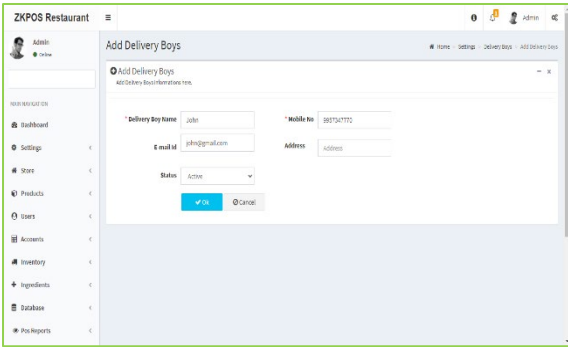 ZKPOS Restaurant
Admin
Admin
Online
Add Delivery Boys
Home - Settings - Delivery Boys - Add Delivery Boys
Add Delivery Boys
Add Delivery Boys Informations here.
* Delivery Boy Name John
* Mobile No
E mail Id john@gmail.com
Address Address
Status Active
Ok Cancel
MAIN NAVIGATION
Dashboard
Settings
Store
Products
Users
Accounts
Inventory
Ingredients
Database
Pos Reports